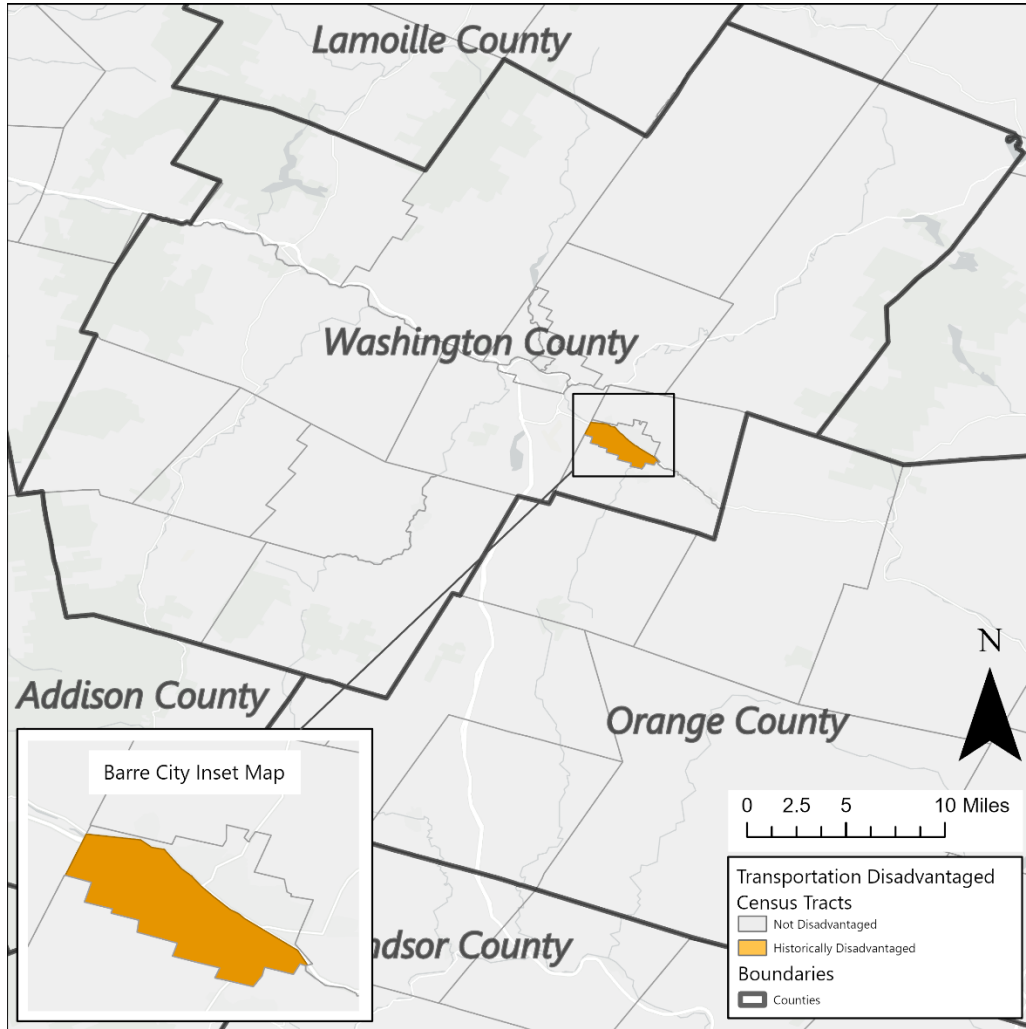 Lamoille County
Washington County
Addison County
Orange County
N
Barre City Inset Map
0 2.5 5 10 Miles
Transportation Disadvantaged
Census Tracts
Not Disadvantaged
Historically Disadvantaged
ndsor County
Boundaries
Counties